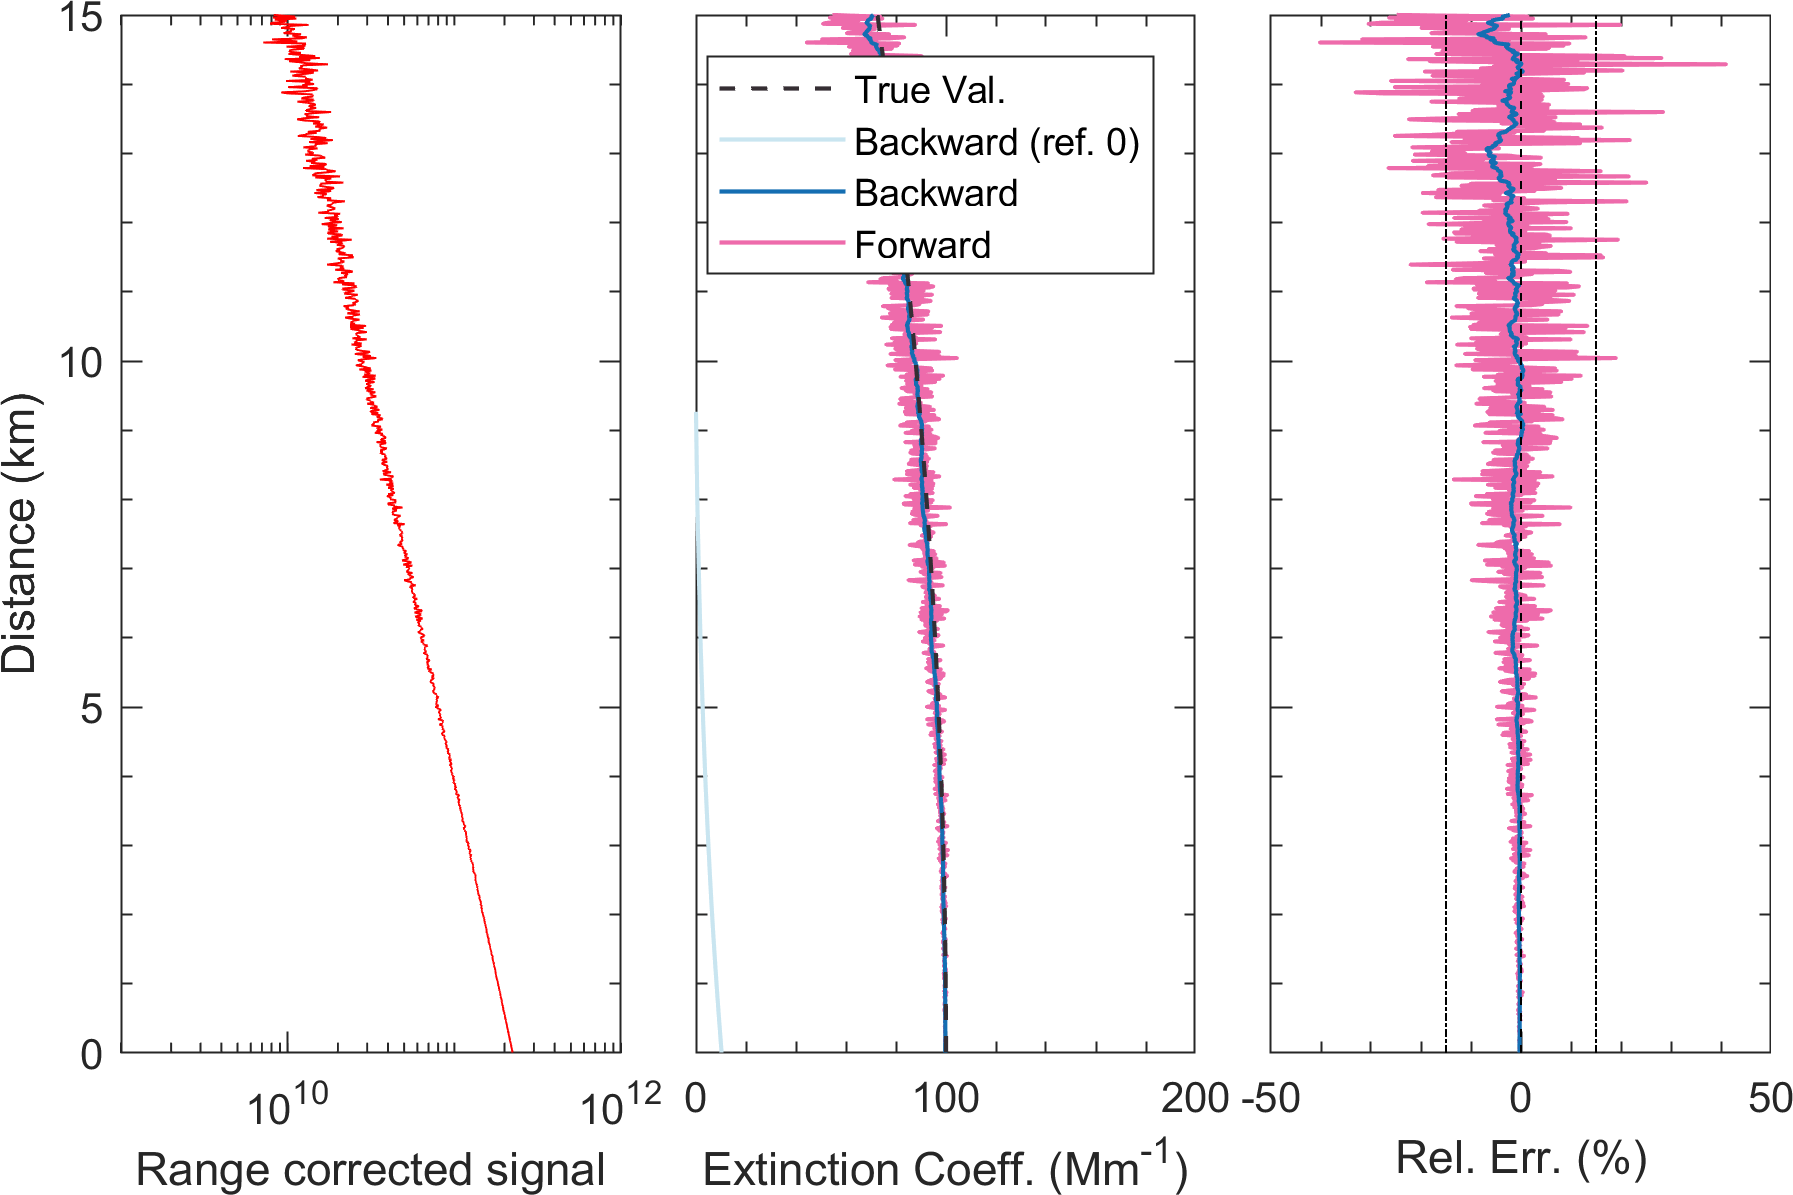 15
10
5
0
Distance (km)
10^10
10^12
Range corrected signal
True Val.
Backward (ref. 0)
Backward
Forward
0
100
200
Extinction Coeff. (Mm^-1)
-50
0
50
Rel. Err. (%)